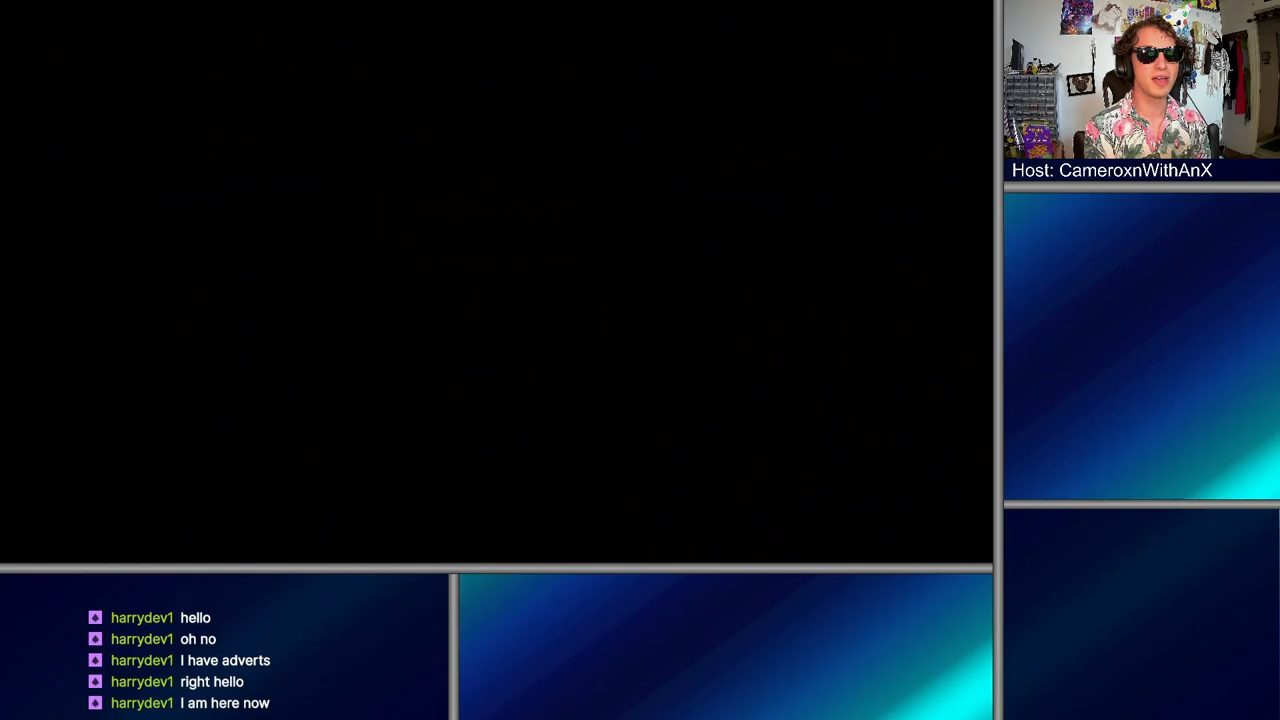 Host: CameroxnWithAnX
harrydev1 hello
harrydev1 oh no
harrydev1 I have adverts
harrydev1 right hello
harrydev1 I am here now